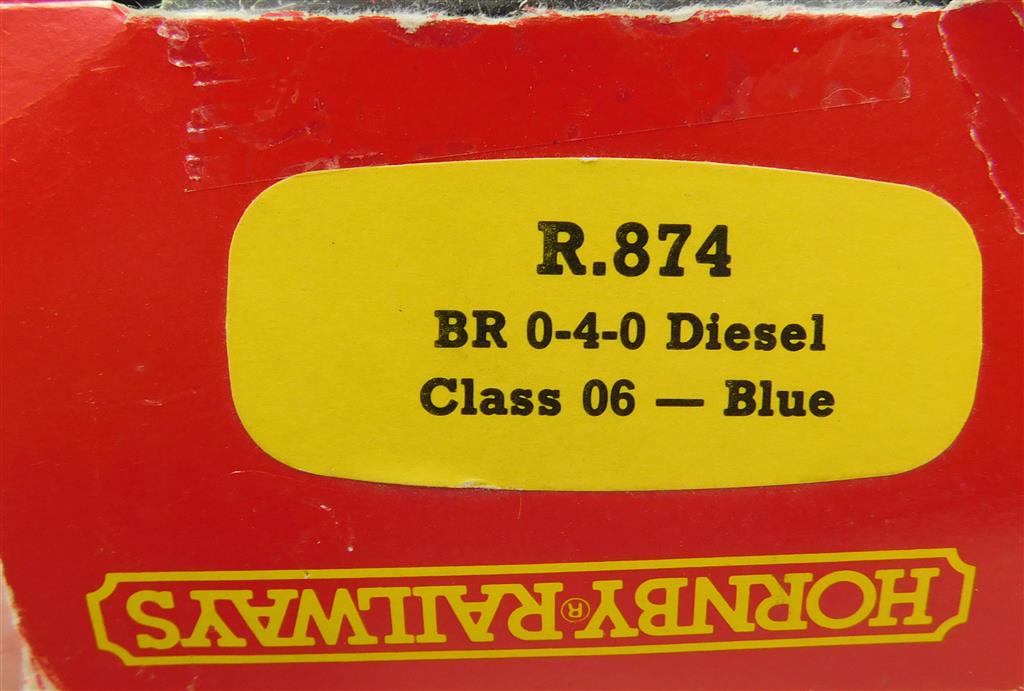 R.874
BR 0-4-0 Diesel
Class 06 — Blue
HORNBY®RAILWAYS